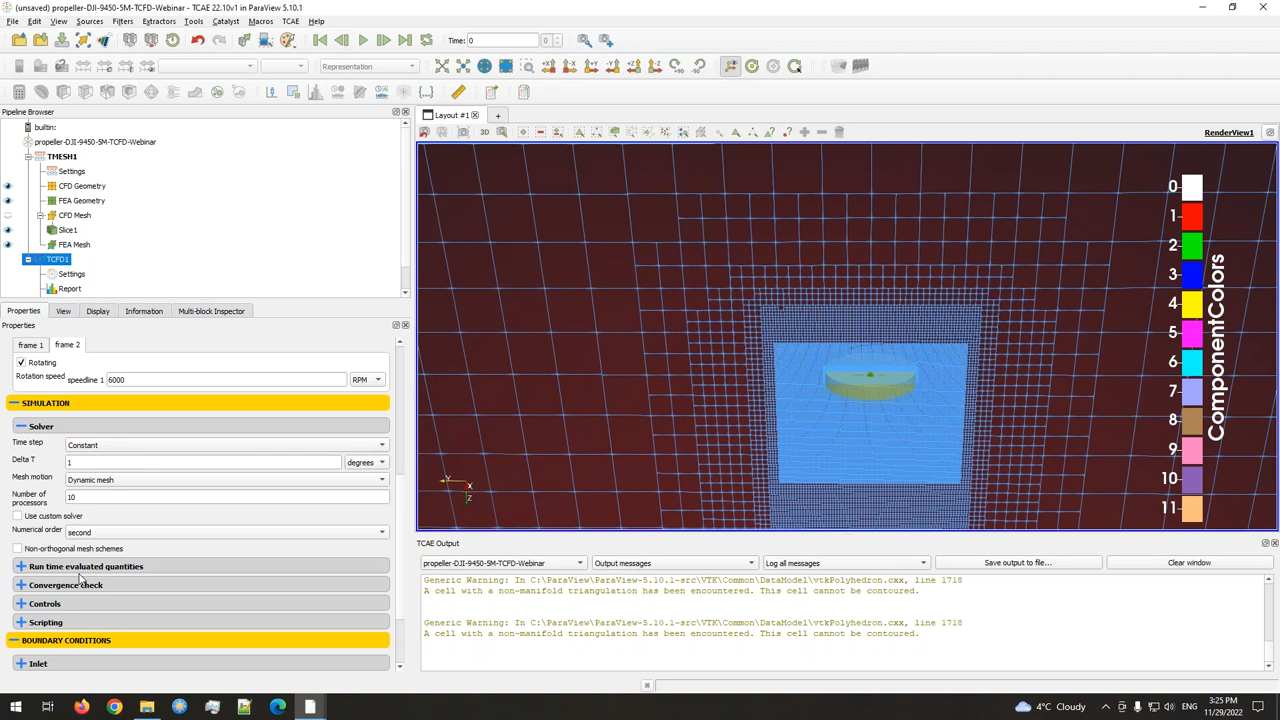 (unsaved) propeller-DJI-9450-5M-TCFD-Webinar - TCAE 22.10v1 in ParaView 5.10.1
File Edit View Sources Filters Extractors Tools Catalyst Macros TCAE Help
Time: 0 0
Representation
+X -X +Y -Y +Z -Z +90 -90
Pipeline Browser
Layout #1
3D
RenderView1
builtin:
propeller-DJI-9450-5M-TCFD-Webinar
TMESH1
Settings
CFD Geometry
FEA Geometry
CFD Mesh
Slice1
FEA Mesh
TCFD1
Settings
Report
Properties View Display Information Multi-block Inspector
Properties
frame 1 frame 2
Rotating
Rotation speed speedline 1 6000 RPM
SIMULATION
Solver
Time step Constant
Delta T 1 degrees
Mesh motion Dynamic mesh
Number of processors 10
Use custom solver
Numerical order second
Non-orthogonal mesh schemes
Run time evaluated quantities
Convergence check
Controls
Scripting
BOUNDARY CONDITIONS
Inlet
0
1
2
3
4
5
6
7
8
9
10
11
ComponentColors
Y X Z
TCAE Output
propeller-DJI-9450-5M-TCFD-Webinar Output messages Log all messages Save output to file... Clear window
Generic Warning: In C:\ParaView-5.10.1-src\VTK\Common\DataModel\vtkPolyhedron.cxx, line 1718
A cell with a non-manifold triangulation has been encountered. This cell cannot be contoured.
Generic Warning: In C:\ParaView-5.10.1-src\VTK\Common\DataModel\vtkPolyhedron.cxx, line 1718
A cell with a non-manifold triangulation has been encountered. This cell cannot be contoured.
4°C Cloudy
ENG
3:25 PM
11/29/2022